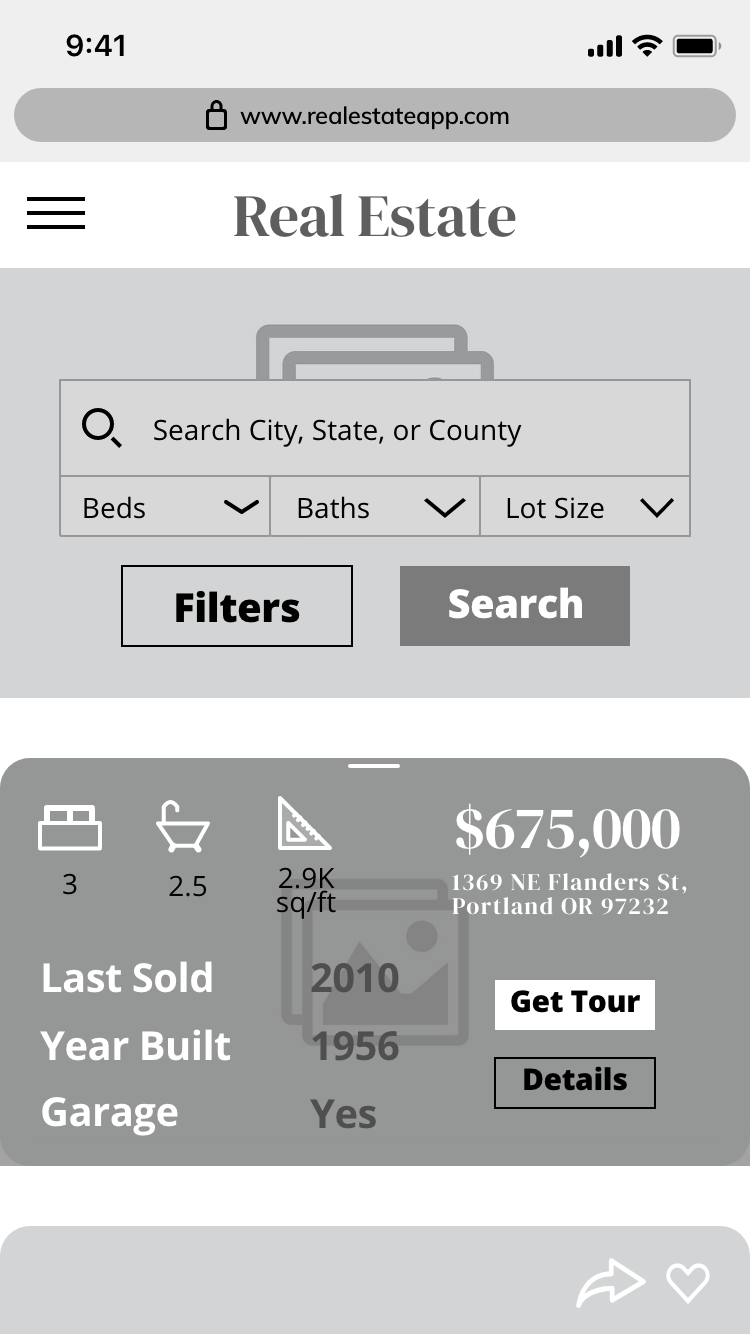 9:41
www.realestateapp.com
Real Estate
Search City, State, or County
Beds Baths Lot Size
Filters Search
$675,000
3 2.5 2.9K
sq/ft
1369 NE Flanders St,
Portland OR 97232
Last Sold 2010
Year Built 1956
Garage Yes
Get Tour
Details